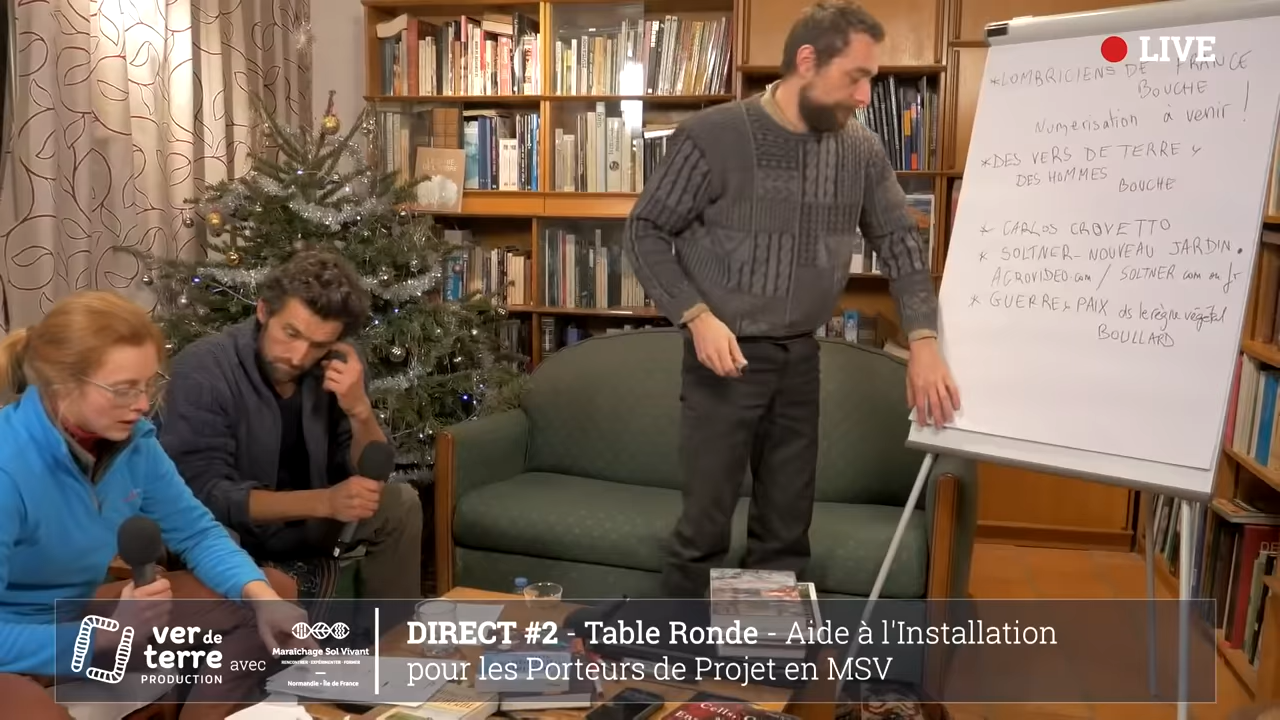 LIVE
*LOMBRICIENS DE FRANCE
BOUCHE
Numerisation à venir !
*DES VERS DE TERRE &
DES HOMMES
BOUCHE
* CARLOS CROVETTO
* SOLTNER - NOUVEAU JARDIN.
AGROVIDEO.com / SOLTNER com ou fr
* GUERRE & PAIX ds le règne végétal
BOULLARD
ver de
terre
PRODUCTION
avec
Maraîchage Sol Vivant
RENCONTRER - EXPÉRIMENTER - FORMER
Normandie - Île de France
DIRECT #2 - Table Ronde - Aide à l'Installation
pour les Porteurs de Projet en MSV